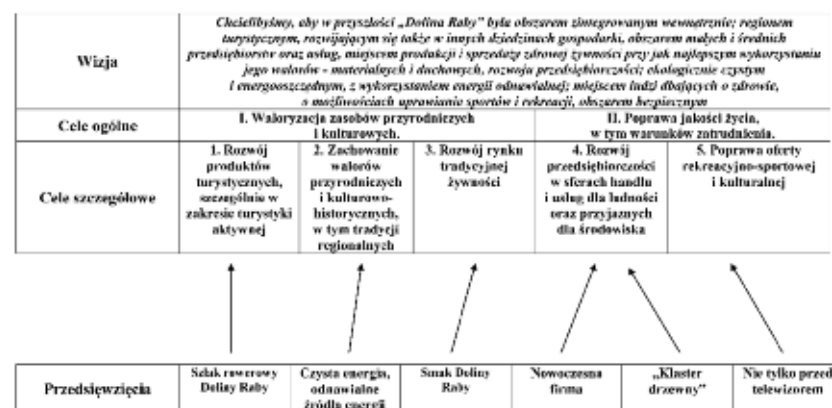 Wizja
Chcielibyśmy, aby w przyszłości „Dolina Raby" była obszarem zintegrowanym wewnętrznie; regionem
turystycznym, rozwijającym się także w innych dziedzinach gospodarki, obszarem małych i średnich
przedsiębiorstw oraz usług, miejscem produkcji i sprzedaży zdrowej żywności przy jak najlepszym wykorzystaniu
jego walorów - materialnych i duchowych, rozwoju przedsiębiorczości; ekologicznie czystym
i energooszczędnym, z wykorzystaniem energii odnawialnej; miejscem ludzi dbających o zdrowie,
o możliwościach uprawiania sportów i rekreacji, obszarem bezpiecznym
Cele ogólne
I. Waloryzacja zasobów przyrodniczych
i kulturowych.
II. Poprawa jakości życia,
w tym warunków zatrudnienia.
Cele szczegółowe
1. Rozwój
produktów
turystycznych,
szczególnie w
zakresie turystyki
aktywnej
2. Zachowanie
walorów
przyrodniczych
i kulturowo-
historycznych,
w tym tradycji
regionalnych
3. Rozwój rynku
tradycyjnej
żywności
4. Rozwój
przedsiębiorczości
w sferach handlu
i usług dla ludności
oraz przyjaznych
dla środowiska
5. Poprawa oferty
rekreacyjno-sportowej
i kulturalnej
Przedsięwzięcia
Szlak rowerowy
Doliny Raby
Czysta energia,
odnawialne
źródła energii
Smak Doliny
Raby
Nowoczesna
firma
„Klaster
drzewny"
Nie tylko przed
telewizorem